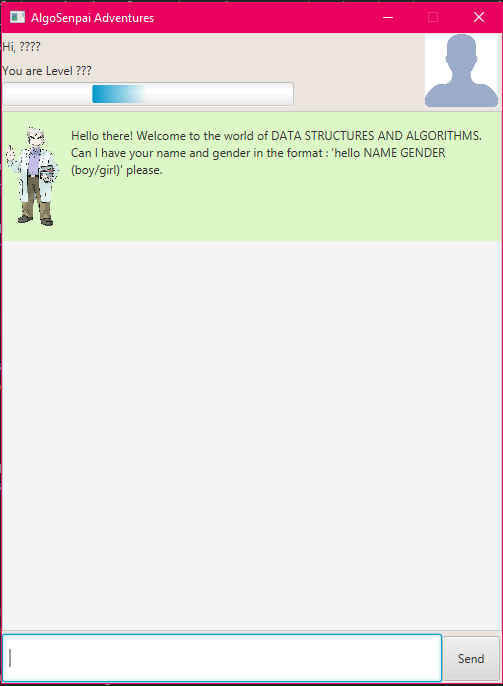 AlgoSenpai Adventures
Hi, ????
You are Level ???
Hello there! Welcome to the world of DATA STRUCTURES AND ALGORITHMS.
Can I have your name and gender in the format : 'hello NAME GENDER
(boy/girl)' please.
Send